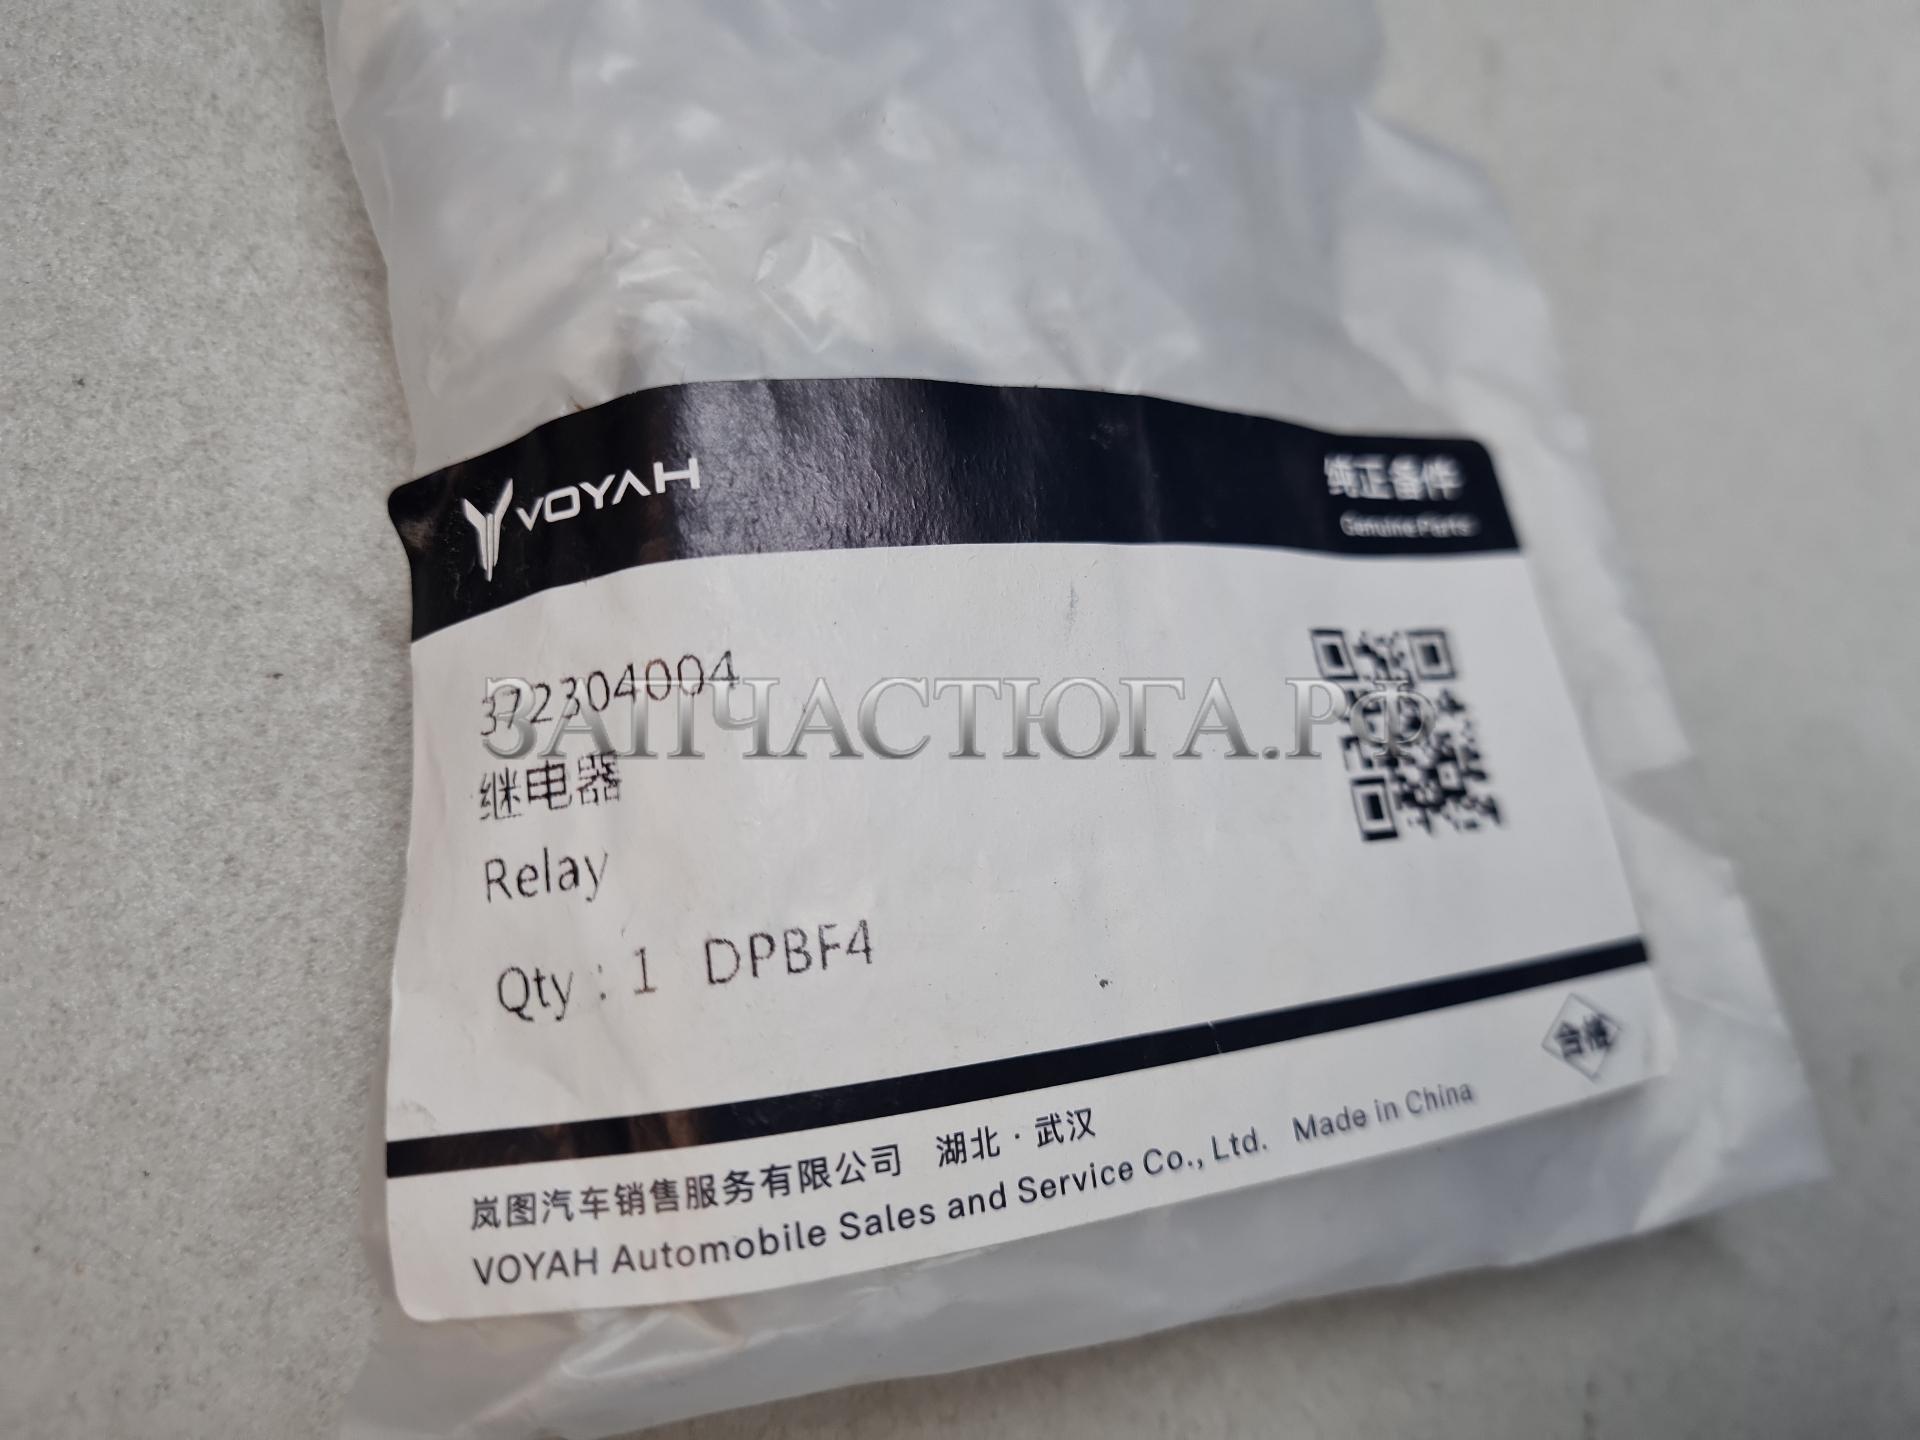 VOYAH
纯正备件
Genuine Parts
372304004
ЗАПЧАСТЮГА.РФ
继电器
Relay
Qty : 1 DPBF4
合格
岚图汽车销售服务有限公司 湖北·武汉
VOYAH Automobile Sales and Service Co., Ltd. Made in China